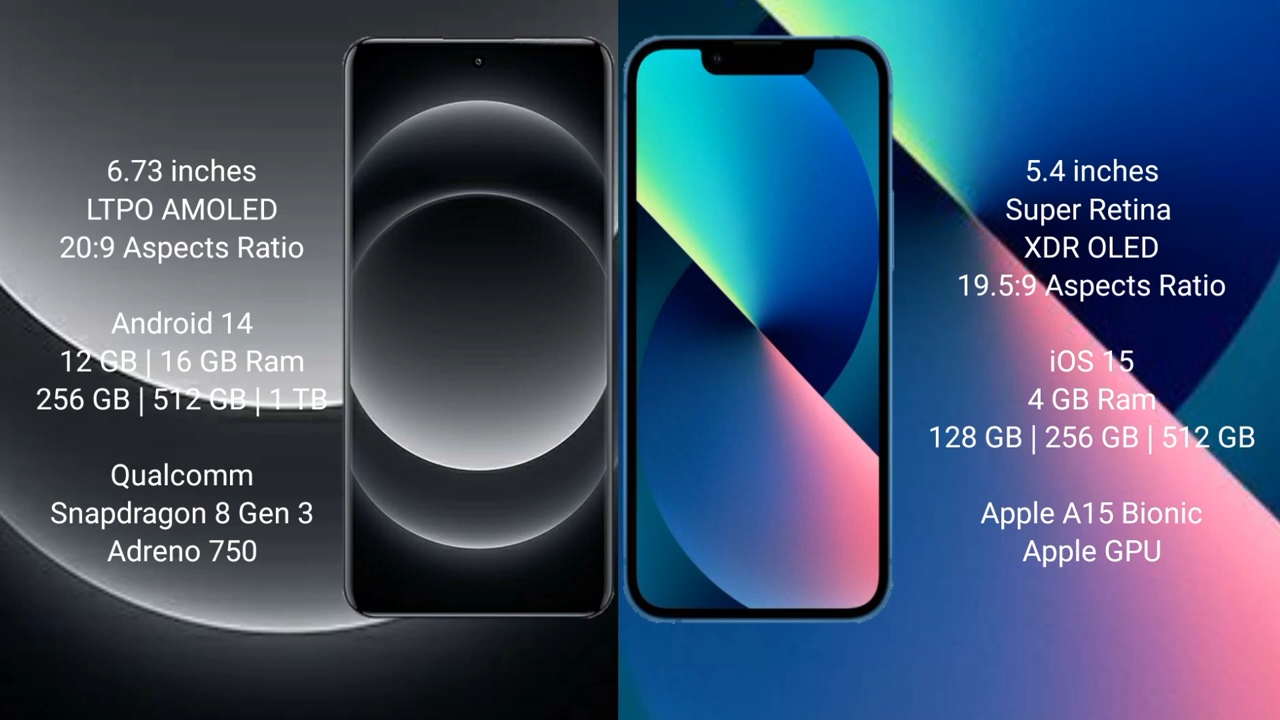 6.73 inches
LTPO AMOLED
20:9 Aspects Ratio
Android 14
12 GB | 16 GB Ram
256 GB | 512 GB | 1 TB
Qualcomm
Snapdragon 8 Gen 3
Adreno 750
5.4 inches
Super Retina
XDR OLED
19.5:9 Aspects Ratio
iOS 15
4 GB Ram
128 GB | 256 GB | 512 GB
Apple A15 Bionic
Apple GPU